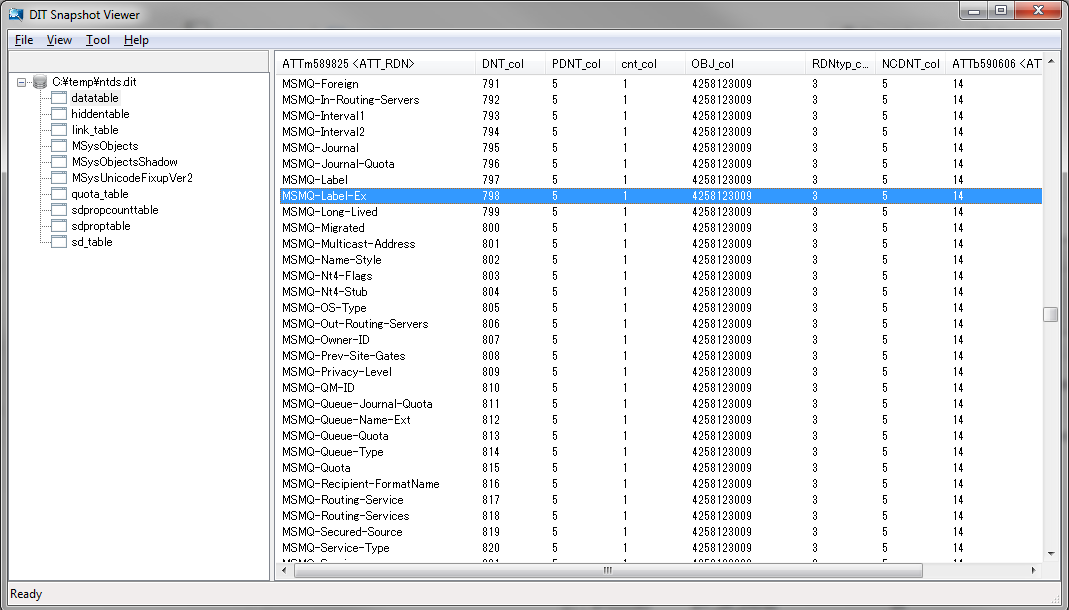 DIT Snapshot Viewer
File View Tool Help
C:¥temp¥ntds.dit
datatable
hiddentable
link_table
MSysObjects
MSysObjectsShadow
MSysUnicodeFixupVer2
quota_table
sdpropcounttable
sdproptable
sd_table
ATTm589825 <ATT_RDN> DNT_col PDNT_col cnt_col OBJ_col RDNtyp_c... NCDNT_col ATTb590606 <AT
MSMQ-Foreign 791 5 1 4258123009 3 5 14
MSMQ-In-Routing-Servers 792 5 1 4258123009 3 5 14
MSMQ-Interval1 793 5 1 4258123009 3 5 14
MSMQ-Interval2 794 5 1 4258123009 3 5 14
MSMQ-Journal 795 5 1 4258123009 3 5 14
MSMQ-Journal-Quota 796 5 1 4258123009 3 5 14
MSMQ-Label 797 5 1 4258123009 3 5 14
MSMQ-Label-Ex 798 5 1 4258123009 3 5 14
MSMQ-Long-Lived 799 5 1 4258123009 3 5 14
MSMQ-Migrated 800 5 1 4258123009 3 5 14
MSMQ-Multicast-Address 801 5 1 4258123009 3 5 14
MSMQ-Name-Style 802 5 1 4258123009 3 5 14
MSMQ-Nt4-Flags 803 5 1 4258123009 3 5 14
MSMQ-Nt4-Stub 804 5 1 4258123009 3 5 14
MSMQ-OS-Type 805 5 1 4258123009 3 5 14
MSMQ-Out-Routing-Servers 806 5 1 4258123009 3 5 14
MSMQ-Owner-ID 807 5 1 4258123009 3 5 14
MSMQ-Prev-Site-Gates 808 5 1 4258123009 3 5 14
MSMQ-Privacy-Level 809 5 1 4258123009 3 5 14
MSMQ-QM-ID 810 5 1 4258123009 3 5 14
MSMQ-Queue-Journal-Quota 811 5 1 4258123009 3 5 14
MSMQ-Queue-Name-Ext 812 5 1 4258123009 3 5 14
MSMQ-Queue-Quota 813 5 1 4258123009 3 5 14
MSMQ-Queue-Type 814 5 1 4258123009 3 5 14
MSMQ-Quota 815 5 1 4258123009 3 5 14
MSMQ-Recipient-FormatName 816 5 1 4258123009 3 5 14
MSMQ-Routing-Service 817 5 1 4258123009 3 5 14
MSMQ-Routing-Services 818 5 1 4258123009 3 5 14
MSMQ-Secured-Source 819 5 1 4258123009 3 5 14
MSMQ-Service-Type 820 5 1 4258123009 3 5 14
Ready